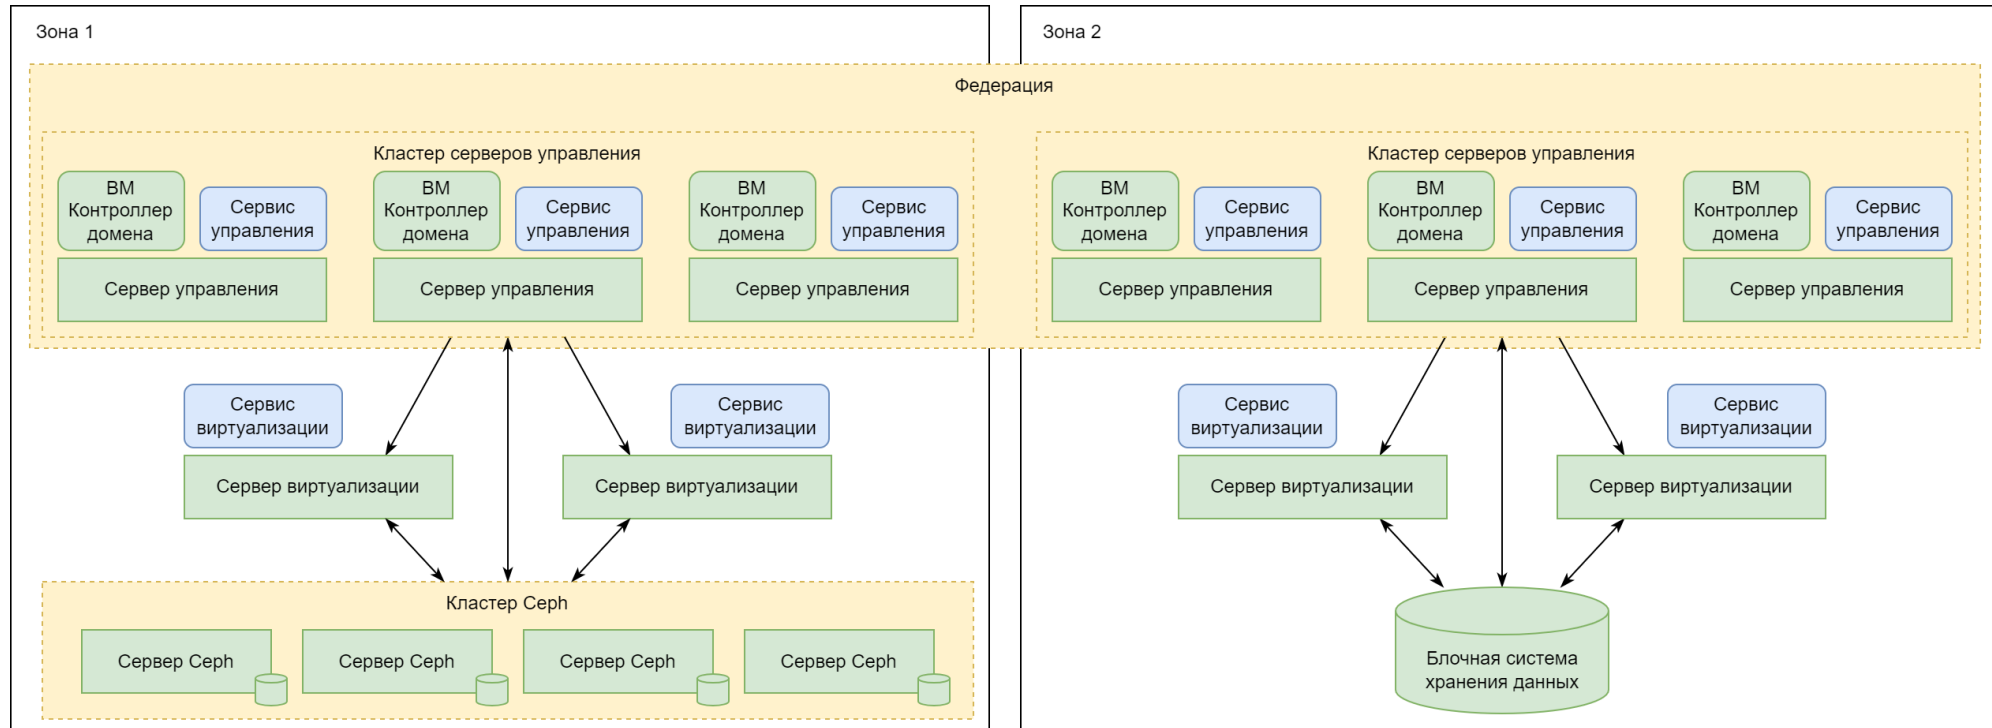 Зона 1
Зона 2
Федерация
Кластер серверов управления
ВМ
Контроллер
домена
Сервис
управления
ВМ
Контроллер
домена
Сервис
управления
ВМ
Контроллер
домена
Сервис
управления
Сервер управления
Сервер управления
Сервер управления
Кластер серверов управления
ВМ
Контроллер
домена
Сервис
управления
ВМ
Контроллер
домена
Сервис
управления
ВМ
Контроллер
домена
Сервис
управления
Сервер управления
Сервер управления
Сервер управления
Сервис
виртуализации
Сервис
виртуализации
Сервер виртуализации
Сервер виртуализации
Кластер Ceph
Сервер Ceph
Сервер Ceph
Сервер Ceph
Сервер Ceph
Сервис
виртуализации
Сервис
виртуализации
Сервер виртуализации
Сервер виртуализации
Блочная система
хранения данных